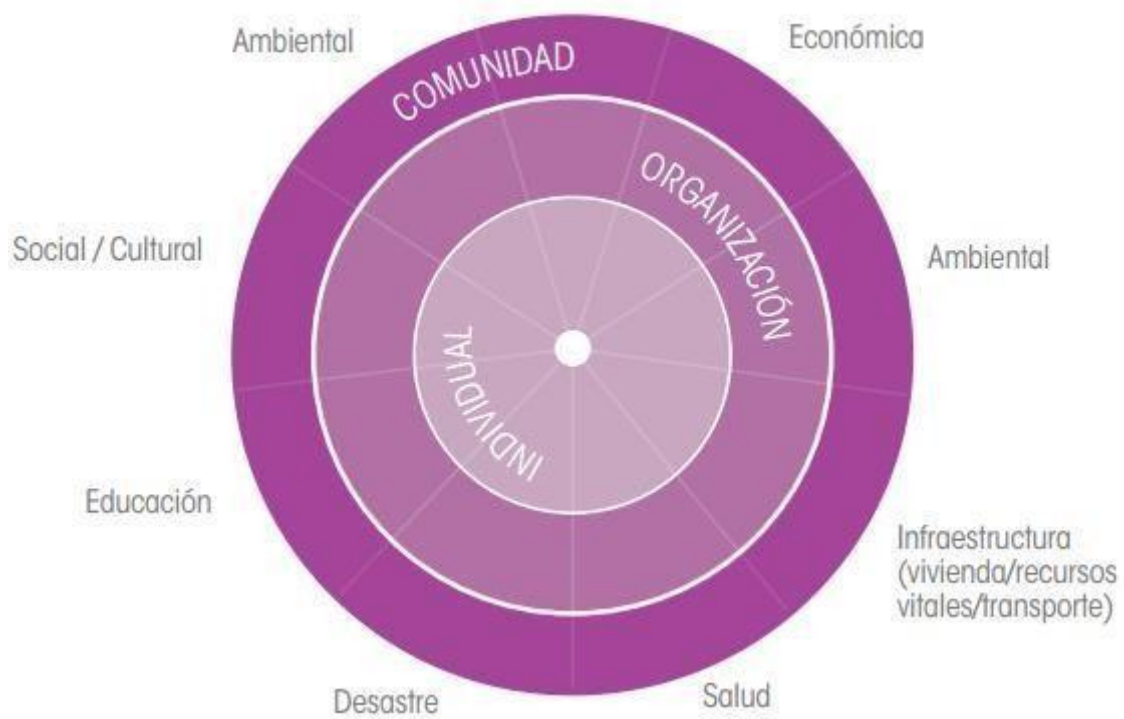 Ambiental
Económica
COMUNIDAD
ORGANIZACIÓN
Social / Cultural
Ambiental
INDIVIDUAL
Educación
Infraestructura
(vivienda/recursos
vitales/transporte)
Desastre
Salud